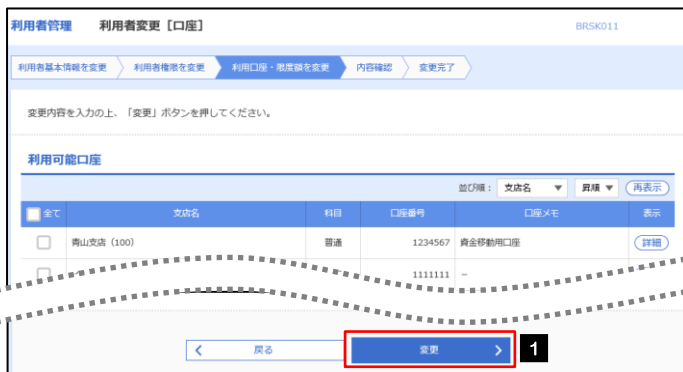 利用者管理 利用者変更［口座］ BRSK011
利用者基本情報を変更 利用者権限を変更 利用口座・限度額を変更 内容確認 変更完了
変更内容を入力の上、「変更」ボタンを押してください。
利用可能口座
並び順： 支店名 ▼ 昇順 ▼ 再表示
全て 支店名 科目 口座番号 口座メモ 表示
青山支店（100） 普通 1234567 資金移動用口座 詳細
1111111 －
戻る 変更 1